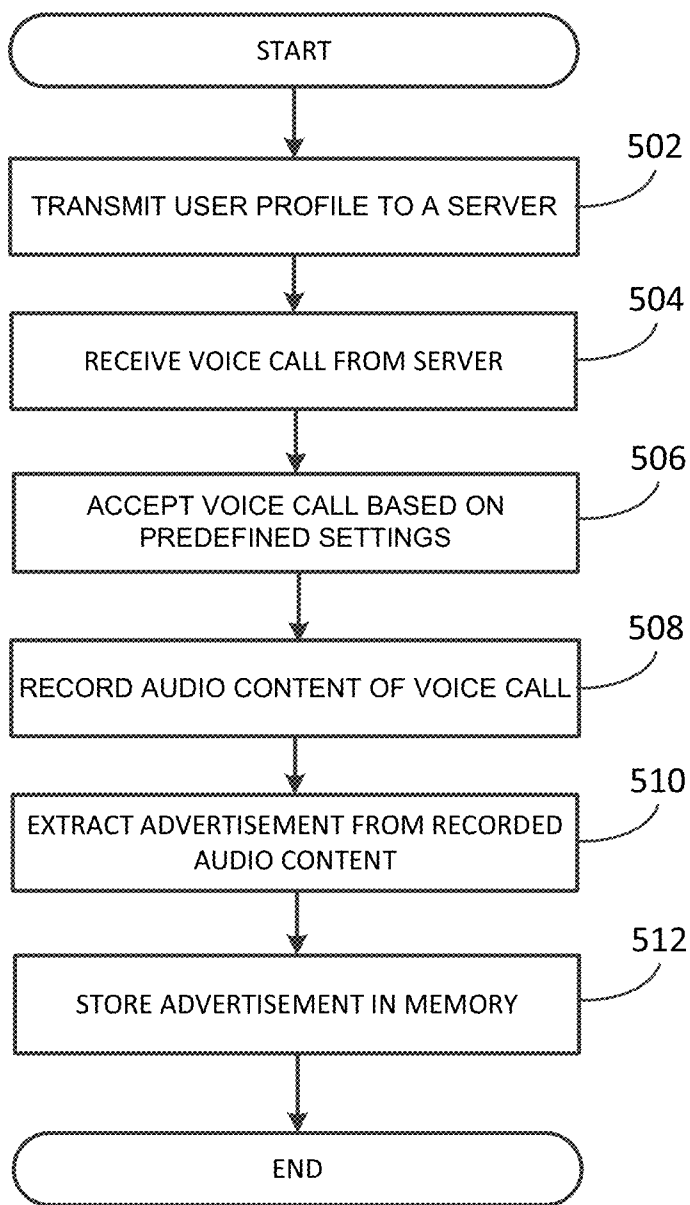 START
502
TRANSMIT USER PROFILE TO A SERVER
504
RECEIVE VOICE CALL FROM SERVER
506
ACCEPT VOICE CALL BASED ON
PREDEFINED SETTINGS
508
RECORD AUDIO CONTENT OF VOICE CALL
510
EXTRACT ADVERTISEMENT FROM RECORDED
AUDIO CONTENT
512
STORE ADVERTISEMENT IN MEMORY
END